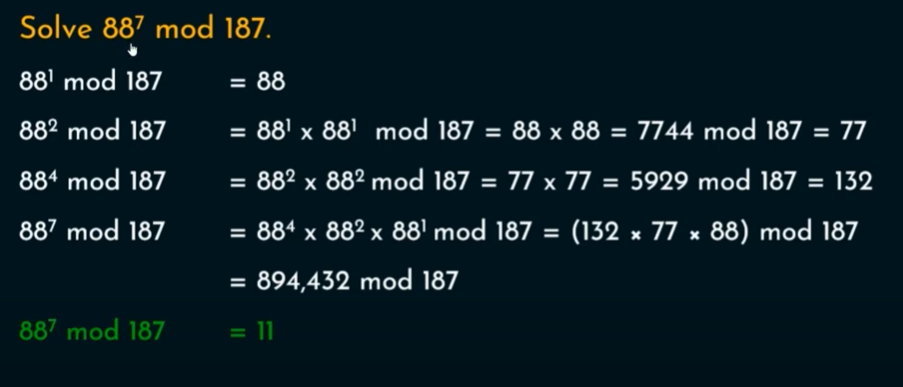 Solve 88⁷ mod 187.
88¹ mod 187 = 88
88² mod 187 = 88¹ x 88¹ mod 187 = 88 x 88 = 7744 mod 187 = 77
88⁴ mod 187 = 88² x 88² mod 187 = 77 x 77 = 5929 mod 187 = 132
88⁷ mod 187 = 88⁴ x 88² x 88¹ mod 187 = (132 × 77 × 88) mod 187
= 894,432 mod 187
88⁷ mod 187 = 11